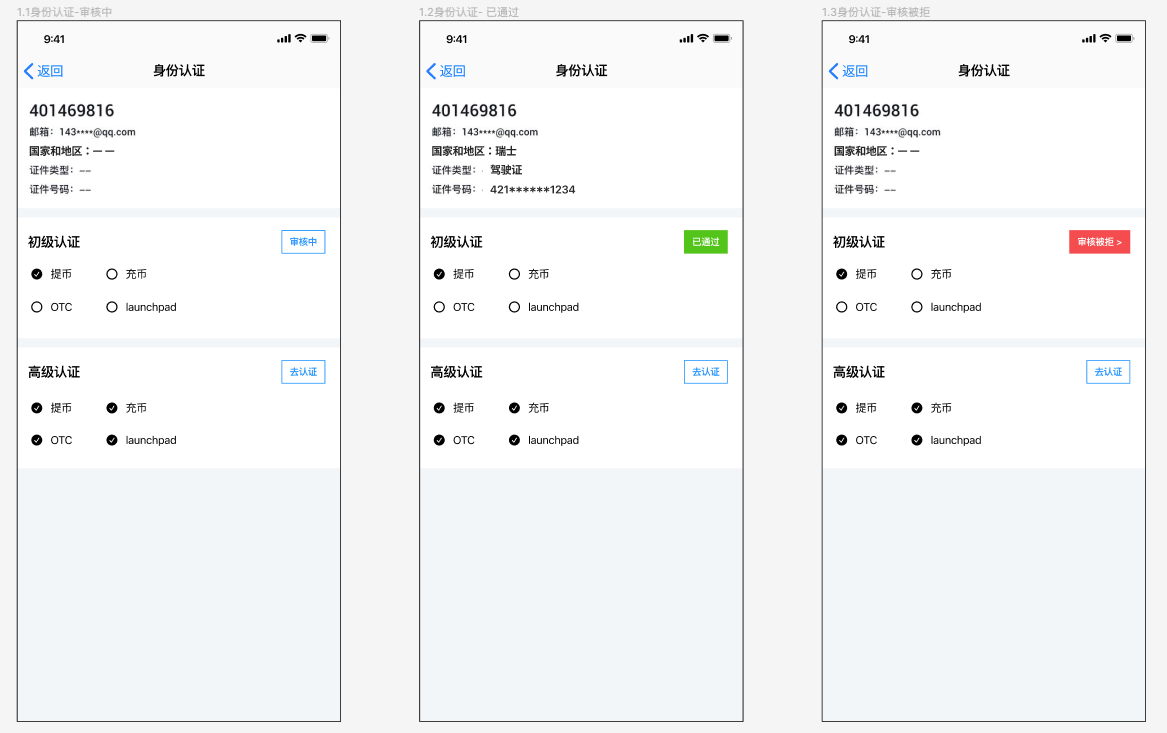 1.1身份认证-审核中
9:41
返回
身份认证
401469816
邮箱：143****@qq.com
国家和地区：— —
证件类型：——
证件号码：——
初级认证
审核中
提币 充币
OTC launchpad
高级认证
去认证
提币 充币
OTC launchpad
1.2身份认证- 已通过
9:41
返回
身份认证
401469816
邮箱：143****@qq.com
国家和地区：瑞士
证件类型： 驾驶证
证件号码： 421******1234
初级认证
已通过
提币 充币
OTC launchpad
高级认证
去认证
提币 充币
OTC launchpad
1.3身份认证-审核被拒
9:41
返回
身份认证
401469816
邮箱：143****@qq.com
国家和地区：— —
证件类型：——
证件号码：——
初级认证
审核被拒 >
提币 充币
OTC launchpad
高级认证
去认证
提币 充币
OTC launchpad